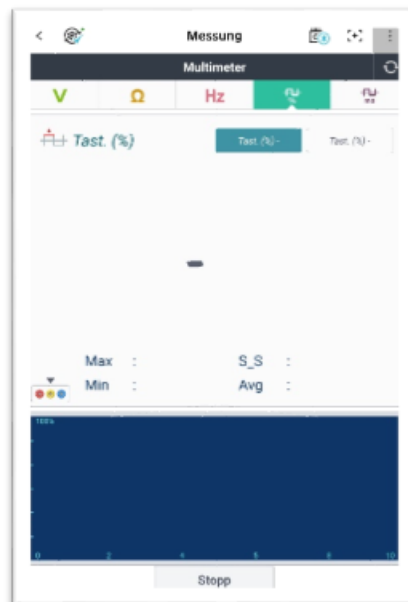 Messung
Multimeter
V Ω Hz %
Tast. (%) Tast. (%)- Tast. (%)-
-
Max : S_S :
Min : Avg :
100%
0 2 4 6 8 10
Stopp